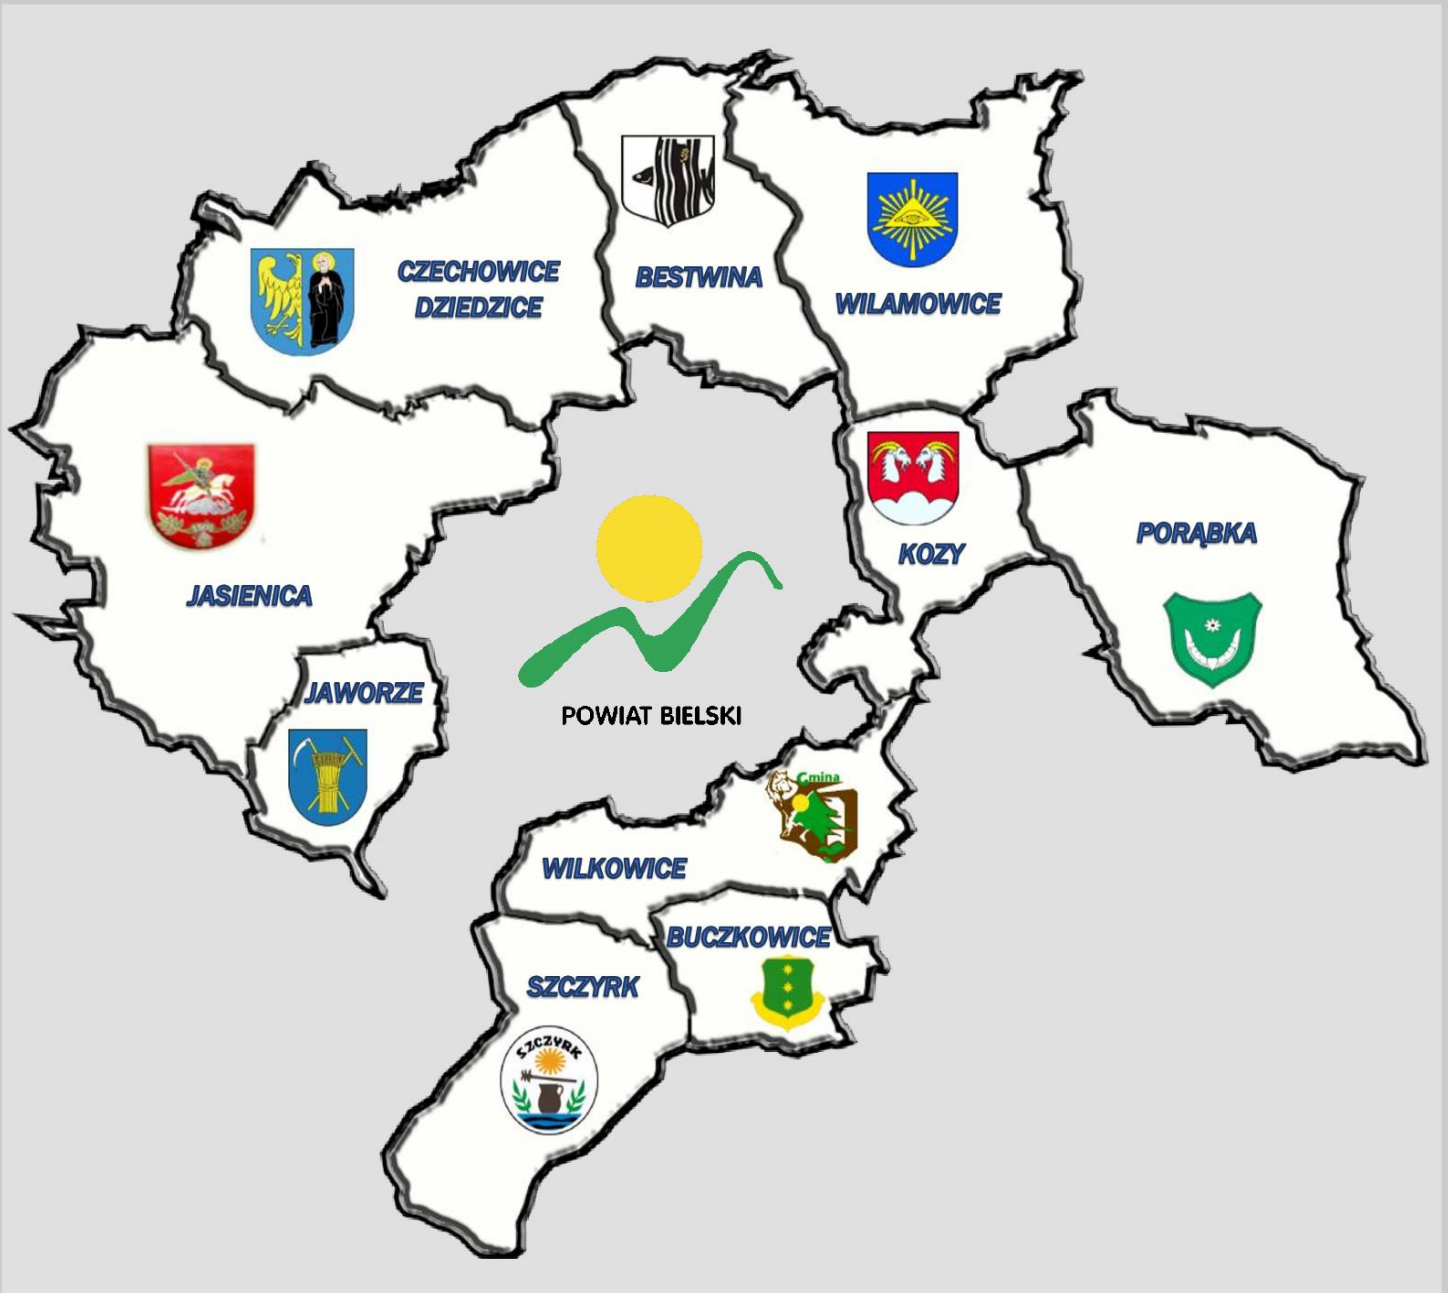 CZECHOWICE
DZIEDZICE
BESTWINA
WILAMOWICE
KOZY
PORĄBKA
JASIENICA
JAWORZE
POWIAT BIELSKI
Gmina
WILKOWICE
BUCZKOWICE
SZCZYRK
SZCZYRK